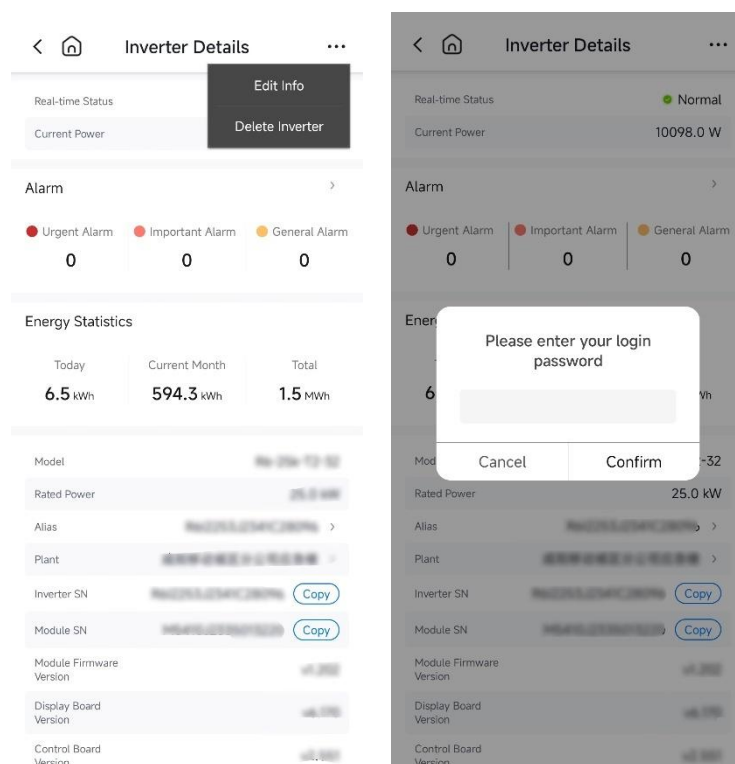 Inverter Details
Edit Info
Delete Inverter
Real-time Status
Current Power
Alarm
Urgent Alarm Important Alarm General Alarm
0 0 0
Energy Statistics
Today Current Month Total
6.5 kWh 594.3 kWh 1.5 MWh
Model
Rated Power
Alias
Plant
Inverter SN Copy
Module SN Copy
Module Firmware
Version
Display Board
Version
Control Board
Version
Inverter Details
Real-time Status Normal
Current Power 10098.0 W
Alarm
Urgent Alarm Important Alarm General Alarm
0 0 0
Ener
Please enter your login
password
6 Wh
Cancel Confirm
Mod -32
Rated Power 25.0 kW
Alias
Plant
Inverter SN Copy
Module SN Copy
Module Firmware
Version
Display Board
Version
Control Board
Version